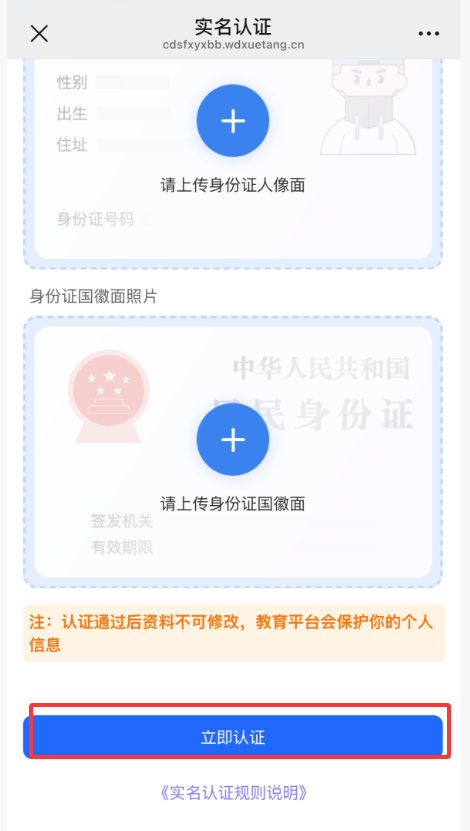 实名认证
cdsfxyxbb.wdxuetang.cn
性别
出生
住址
请上传身份证人像面
身份证号码
身份证国徽面照片
中华人民共和国
居民身份证
请上传身份证国徽面
签发机关
有效期限
注：认证通过后资料不可修改，教育平台会保护你的个人
信息
立即认证
《实名认证规则说明》